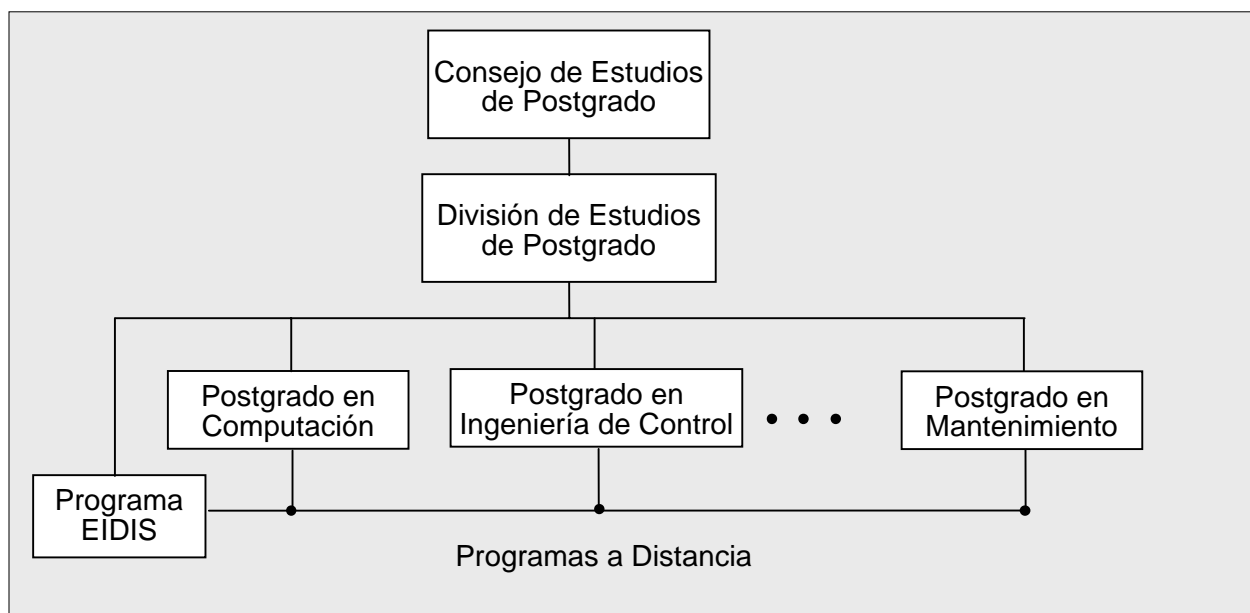 Consejo de Estudios
de Postgrado
División de Estudios
de Postgrado
Postgrado en
Computación
Postgrado en
Ingeniería de Control
• • •
Postgrado en
Mantenimiento
Programa
EIDIS
Programas a Distancia